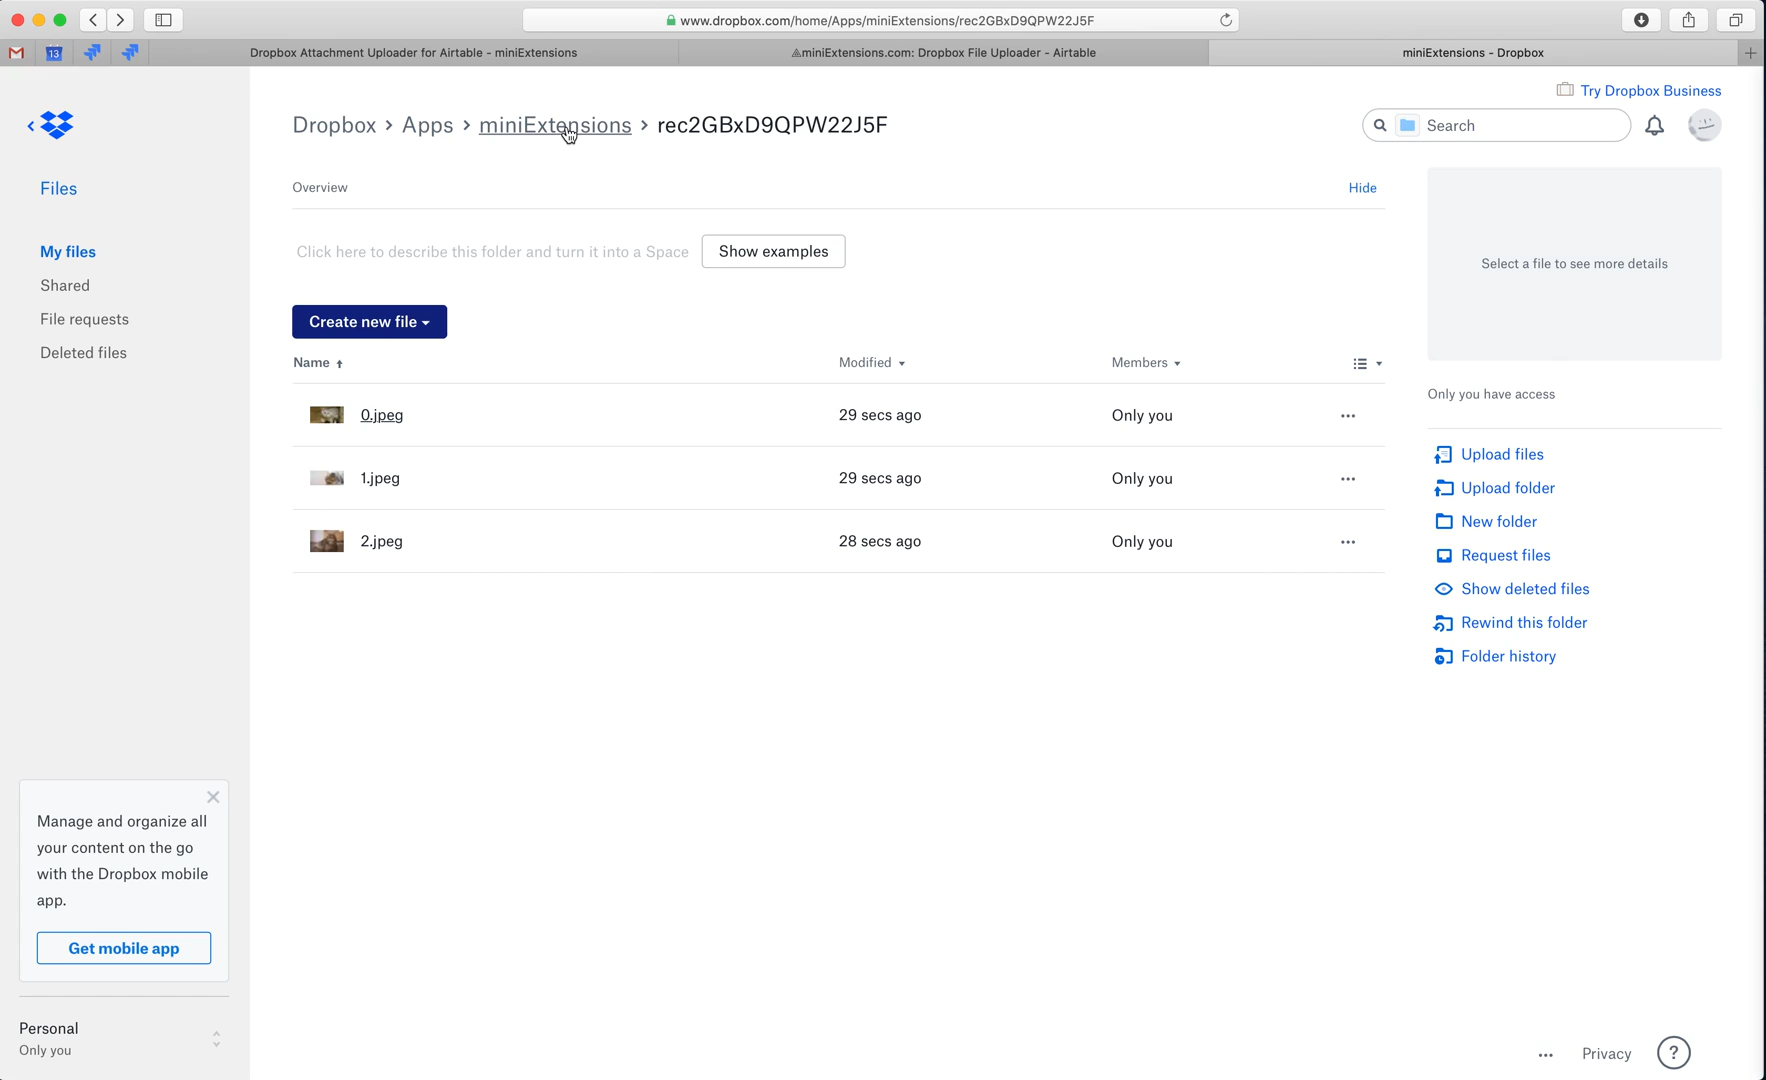 www.dropbox.com/home/Apps/miniExtensions/rec2GBxD9QPW22J5F
13
Dropbox Attachment Uploader for Airtable - miniExtensions
miniExtensions.com: Dropbox File Uploader - Airtable
miniExtensions - Dropbox
Try Dropbox Business
Dropbox > Apps > miniExtensions > rec2GBxD9QPW22J5F
Search
Files
My files
Shared
File requests
Deleted files
Overview
Hide
Click here to describe this folder and turn it into a Space
Show examples
Create new file
Name
Modified
Members
0.jpeg
29 secs ago
Only you
1.jpeg
29 secs ago
Only you
2.jpeg
28 secs ago
Only you
Select a file to see more details
Only you have access
Upload files
Upload folder
New folder
Request files
Show deleted files
Rewind this folder
Folder history
Manage and organize all
your content on the go
with the Dropbox mobile
app.
Get mobile app
Personal
Only you
Privacy
?